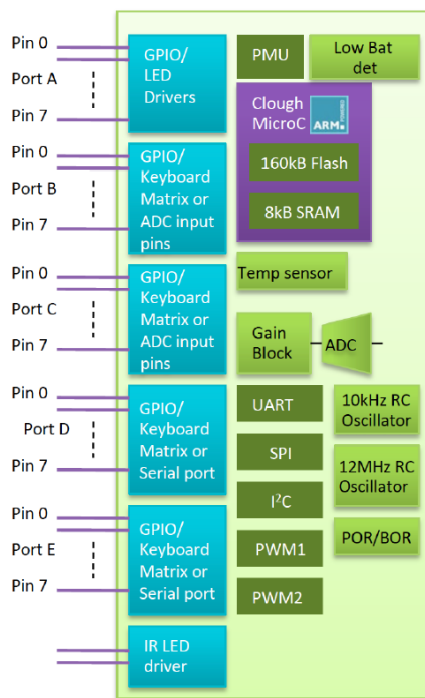 Pin 0
Port A
Pin 7
GPIO/
LED
Drivers
PMU
Low Bat
det
Clough
MicroC
ARM
POWERED
160kB Flash
8kB SRAM
Pin 0
Port B
Pin 7
GPIO/
Keyboard
Matrix or
ADC input
pins
Temp sensor
Pin 0
Port C
Pin 7
GPIO/
Keyboard
Matrix or
ADC input
pins
Gain
Block
ADC
Pin 0
Port D
Pin 7
GPIO/
Keyboard
Matrix or
Serial port
UART
SPI
I²C
PWM1
PWM2
10kHz RC
Oscillator
12MHz RC
Oscillator
POR/BOR
Pin 0
Port E
Pin 7
GPIO/
Keyboard
Matrix or
Serial port
IR LED
driver